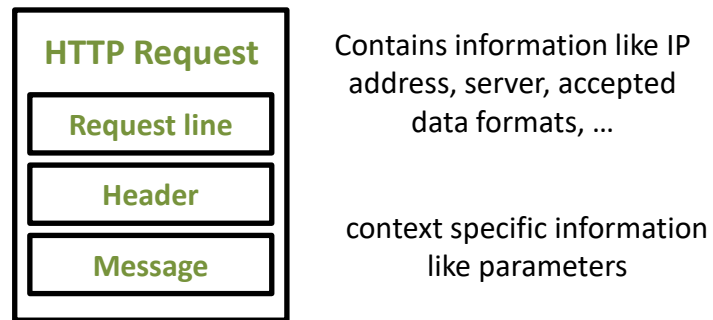 HTTP Request
Request line
Header
Message
Contains information like IP
address, server, accepted
data formats, …
context specific information
like parameters